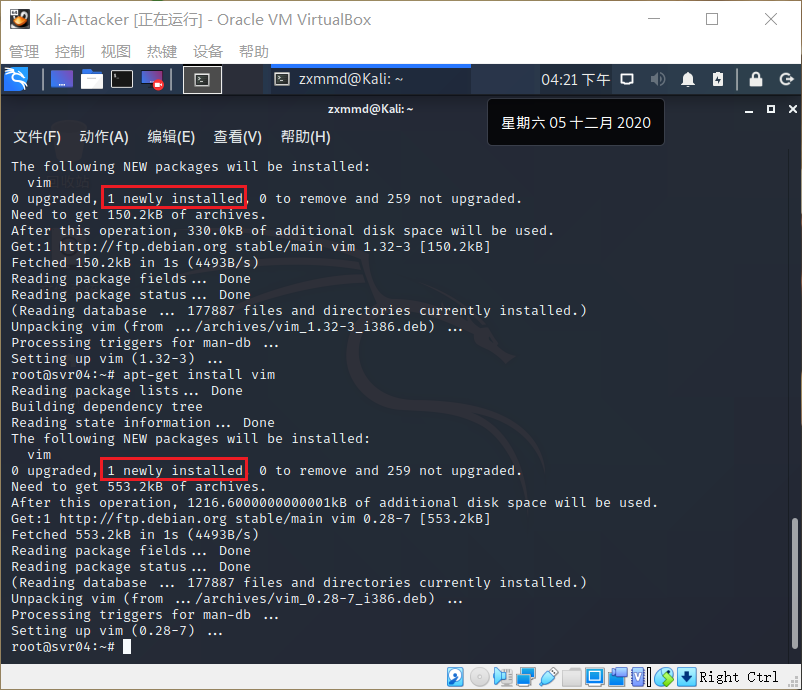 Kali-Attacker [正在运行] - Oracle VM VirtualBox
管理 控制 视图 热键 设备 帮助
zxmmd@Kali: ~ 04:21 下午
zxmmd@Kali: ~
星期六 05 十二月 2020
文件(F) 动作(A) 编辑(E) 查看(V) 帮助(H)
The following NEW packages will be installed:
vim
0 upgraded, 1 newly installed, 0 to remove and 259 not upgraded.
Need to get 150.2kB of archives.
After this operation, 330.0kB of additional disk space will be used.
Get:1 http://ftp.debian.org stable/main vim 1.32-3 [150.2kB]
Fetched 150.2kB in 1s (4493B/s)
Reading package fields... Done
Reading package status... Done
(Reading database ... 177887 files and directories currently installed.)
Unpacking vim (from .../archives/vim_1.32-3_i386.deb) ...
Processing triggers for man-db ...
Setting up vim (1.32-3) ...
root@svr04:~# apt-get install vim
Reading package lists... Done
Building dependency tree
Reading state information... Done
The following NEW packages will be installed:
vim
0 upgraded, 1 newly installed, 0 to remove and 259 not upgraded.
Need to get 553.2kB of archives.
After this operation, 1216.6000000000001kB of additional disk space will be used.
Get:1 http://ftp.debian.org stable/main vim 0.28-7 [553.2kB]
Fetched 553.2kB in 1s (4493B/s)
Reading package fields... Done
Reading package status... Done
(Reading database ... 177887 files and directories currently installed.)
Unpacking vim (from .../archives/vim_0.28-7_i386.deb) ...
Processing triggers for man-db ...
Setting up vim (0.28-7) ...
root@svr04:~#
Right Ctrl